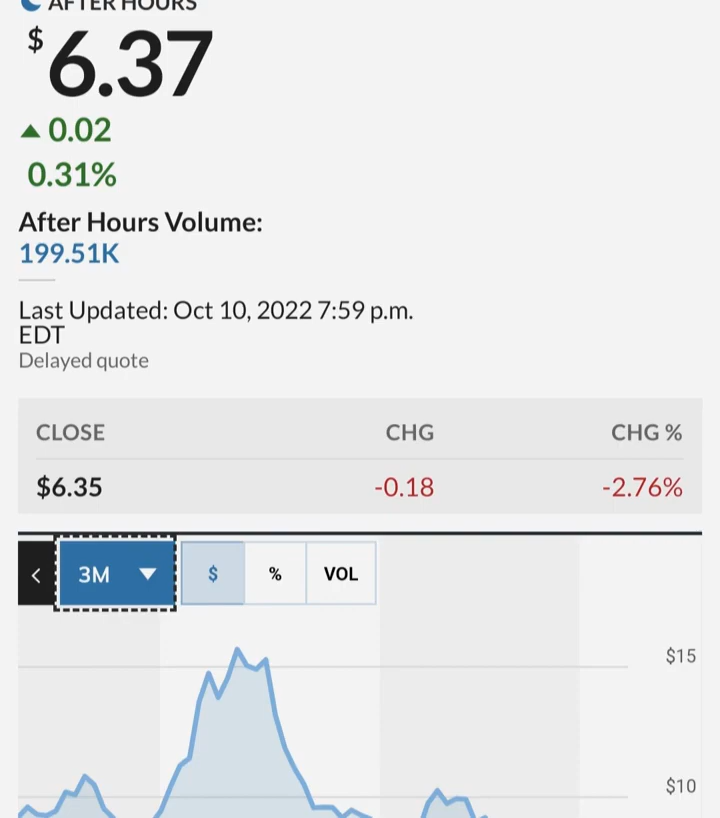 AFTER HOURS
$6.37
0.02
0.31%
After Hours Volume:
199.51K
Last Updated: Oct 10, 2022 7:59 p.m.
EDT
Delayed quote
CLOSE CHG CHG %
$6.35 -0.18 -2.76%
3M $ % VOL
$15
$10